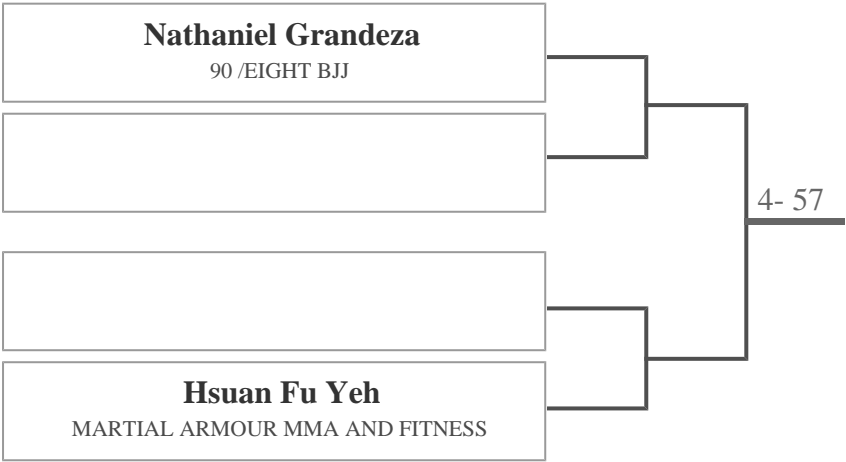 Nathaniel Grandeza
90 /EIGHT BJJ
4- 57
Hsuan Fu Yeh
MARTIAL ARMOUR MMA AND FITNESS